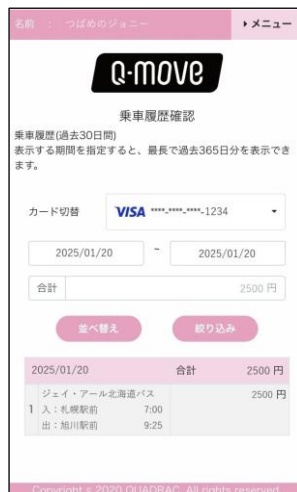 名前 : つばめのジョニー
メニュー
Q-move
乗車履歴確認
乗車履歴(過去30日間)
表示する期間を指定すると、最長で過去365日分を表示でき
ます。
カード切替 VISA ****-****-****-1234
2025/01/20 ~ 2025/01/20
合計 2500 円
並べ替え 絞り込み
2025/01/20 合計 2500 円
ジェイ・アール北海道バス 2500 円
1 入:札幌駅前 7:00
出:旭川駅前 9:25
Copyright c 2020 QUADRAC, All rights reserved